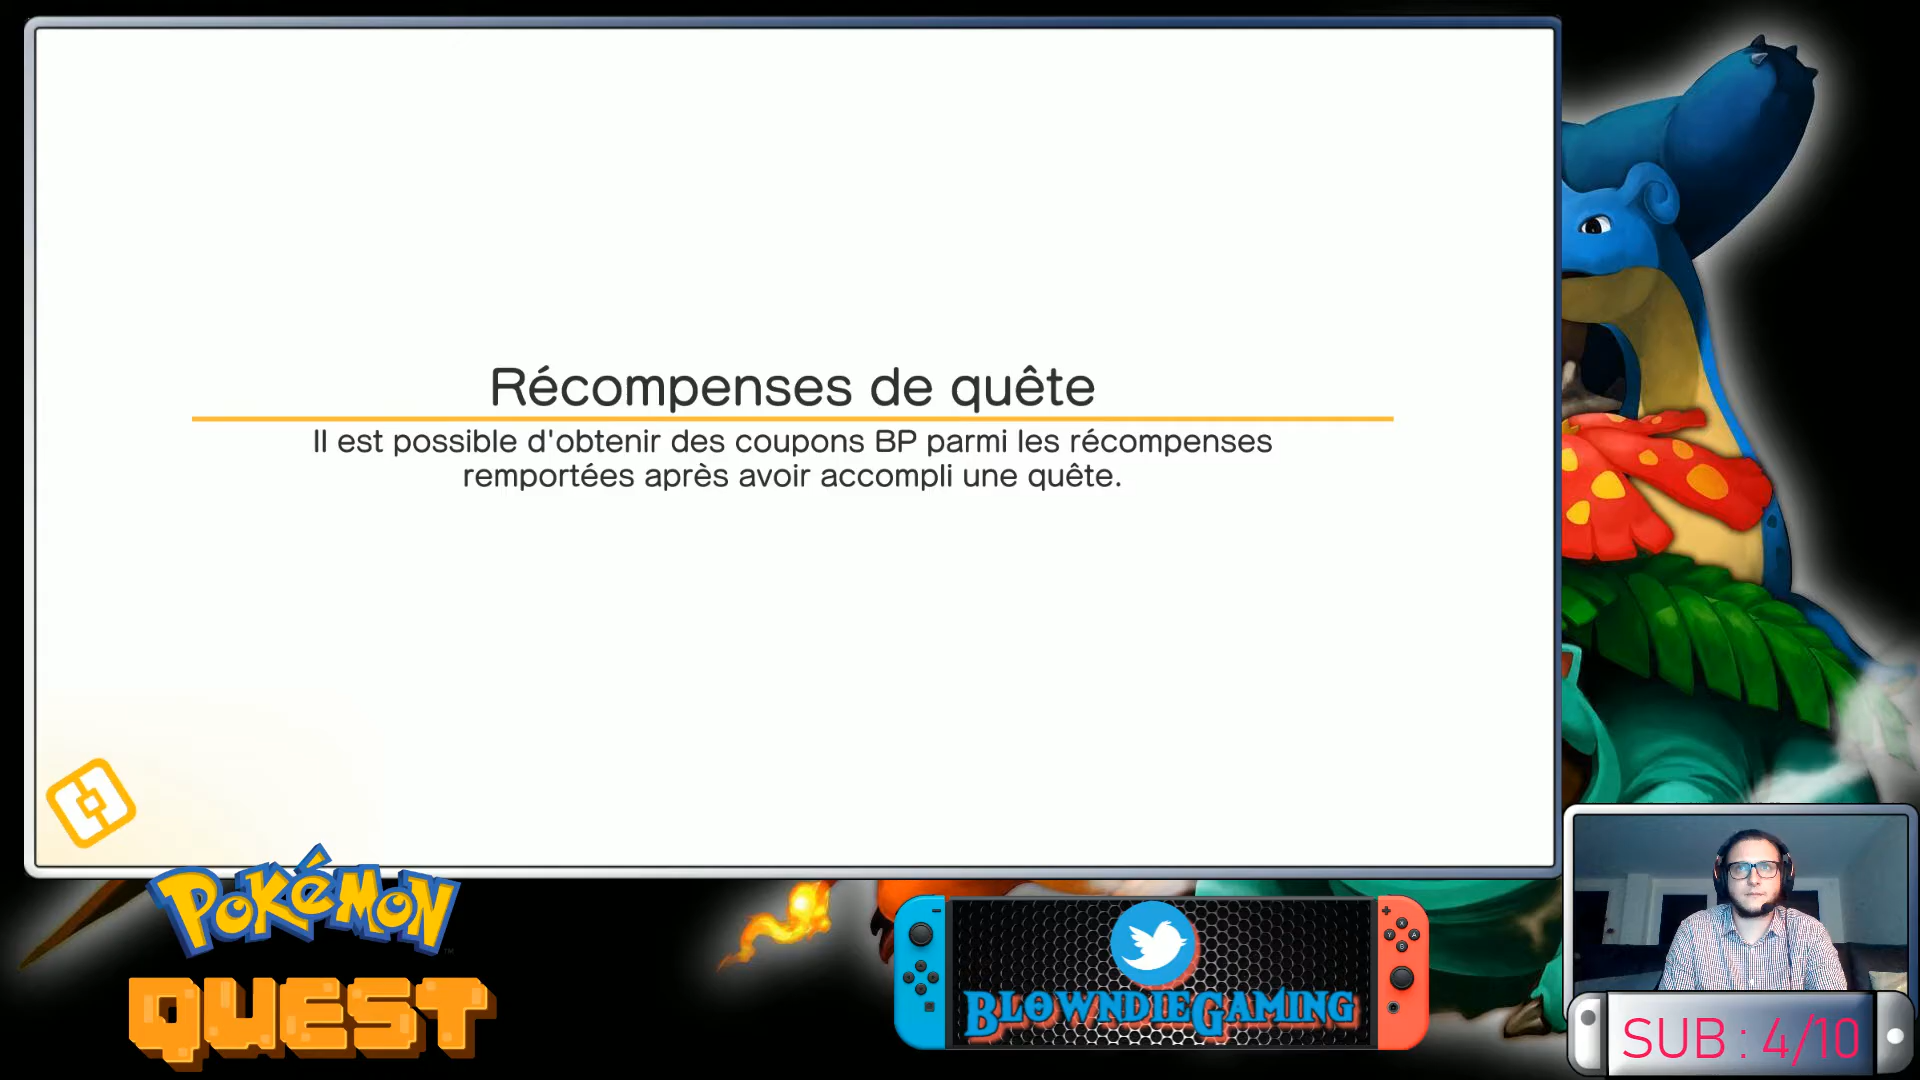 Récompenses de quête
Il est possible d'obtenir des coupons BP parmi les récompenses
remportées après avoir accompli une quête.
POKéMON
™
QUEST
BLOWNDIEGAMING
SUB : 4/10